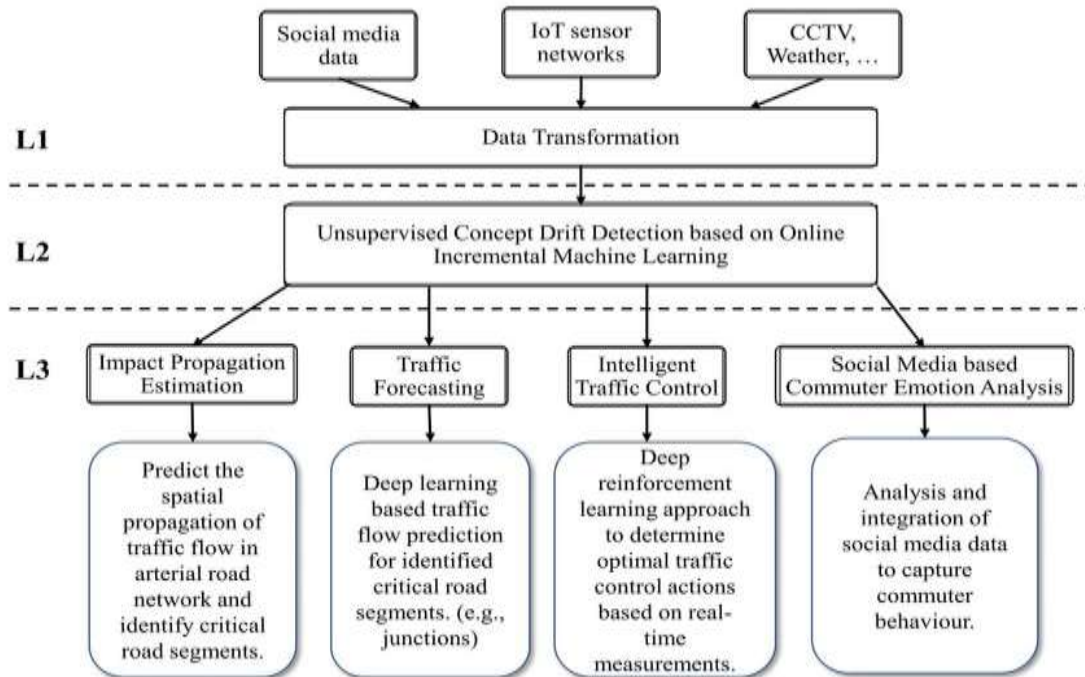 Social media
data
IoT sensor
networks
CCTV,
Weather, …
L1
Data Transformation
L2
Unsupervised Concept Drift Detection based on Online
Incremental Machine Learning
L3
Impact Propagation
Estimation
Traffic
Forecasting
Intelligent
Traffic Control
Social Media based
Commuter Emotion Analysis
Predict the
spatial
propagation of
traffic flow in
arterial road
network and
identify critical
road segments.
Deep learning
based traffic
flow prediction
for identified
critical road
segments. (e.g.,
junctions)
Deep
reinforcement
learning approach
to determine
optimal traffic
control actions
based on real-
time
measurements.
Analysis and
integration of
social media data
to capture
commuter
behaviour.